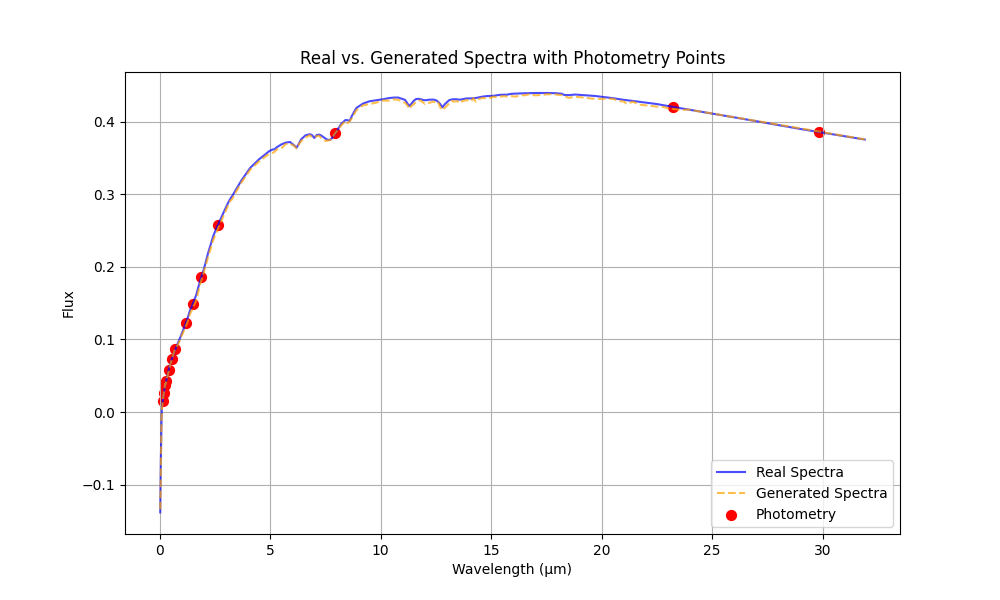 Real vs. Generated Spectra with Photometry Points
Flux
0.4
0.3
0.2
0.1
0.0
−0.1
0 5 10 15 20 25 30
Wavelength (μm)
Real Spectra
Generated Spectra
Photometry